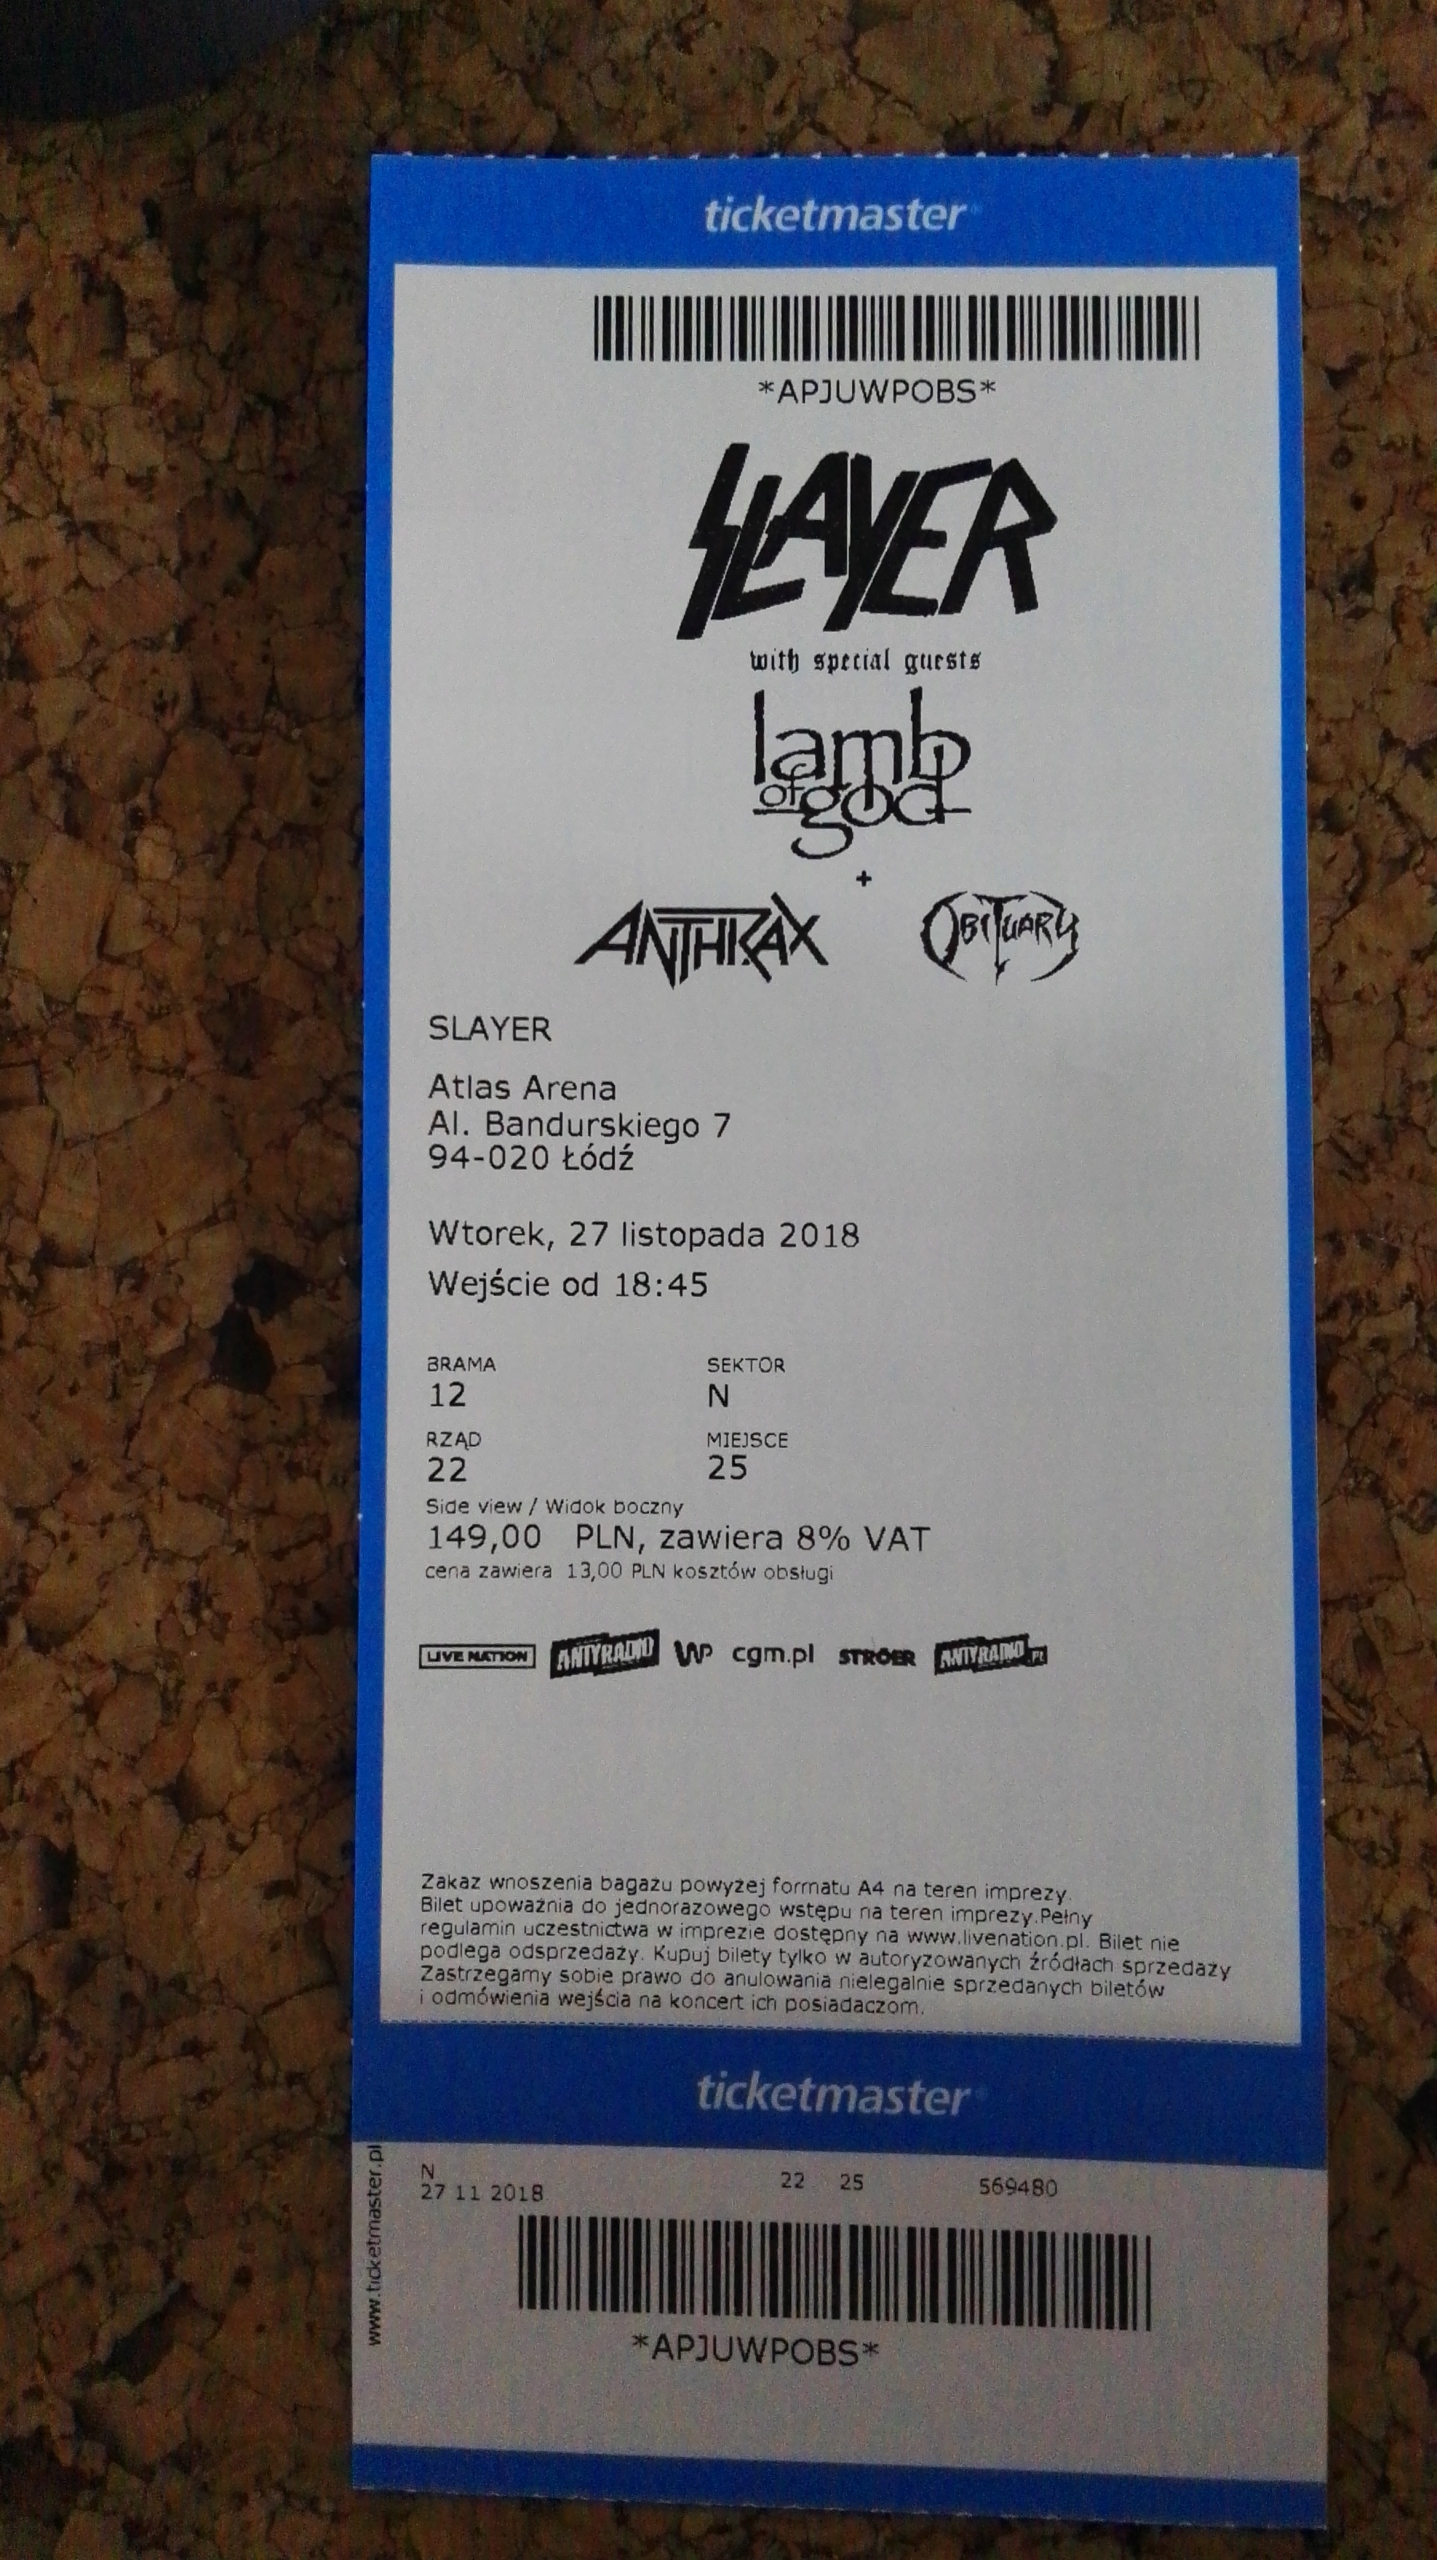 ticketmaster
*APJUWPOBS*
SLAYER
with special guests
lamb
of god
+
ANTHRAX OBITUARY
SLAYER
Atlas Arena
Al. Bandurskiego 7
94-020 Łódź
Wtorek, 27 listopada 2018
Wejście od 18:45
BRAMA SEKTOR
12 N
RZĄD MIEJSCE
22 25
Side view / Widok boczny
149,00 PLN, zawiera 8% VAT
cena zawiera 13,00 PLN kosztów obsługi
LIVE NATION ANTYRADIO WP cgm.pl STRÖER ANTYRADIO.PL
Zakaz wnoszenia bagażu powyżej formatu A4 na teren imprezy.
Bilet upoważnia do jednorazowego wstępu na teren imprezy.Pełny
regulamin uczestnictwa w imprezie dostępny na www.livenation.pl. Bilet nie
podlega odsprzedaży. Kupuj bilety tylko w autoryzowanych źródłach sprzedaży
Zastrzegamy sobie prawo do anulowania nielegalnie sprzedanych biletów
i odmówienia wejścia na koncert ich posiadaczom.
ticketmaster
www.ticketmaster.pl
N
27 11 2018 22 25 569480
*APJUWPOBS*